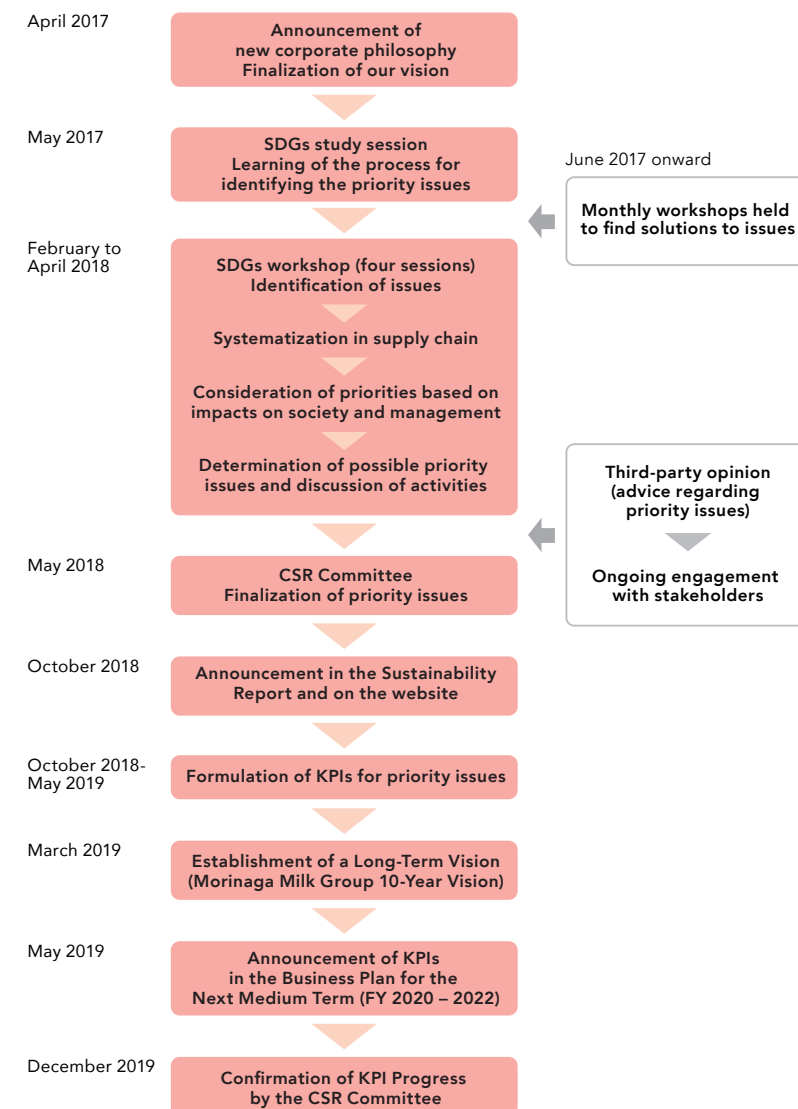 April 2017
Announcement of
new corporate philosophy
Finalization of our vision
May 2017
SDGs study session
Learning of the process for
identifying the priority issues
June 2017 onward
Monthly workshops held
to find solutions to issues
February to
April 2018
SDGs workshop (four sessions)
Identification of issues
Systematization in supply chain
Consideration of priorities based on
impacts on society and management
Determination of possible priority
issues and discussion of activities
Third-party opinion
(advice regarding
priority issues)
Ongoing engagement
with stakeholders
May 2018
CSR Committee
Finalization of priority issues
October 2018
Announcement in the Sustainability
Report and on the website
October 2018-
May 2019
Formulation of KPIs for priority issues
March 2019
Establishment of a Long-Term Vision
(Morinaga Milk Group 10-Year Vision)
May 2019
Announcement of KPIs
in the Business Plan for the
Next Medium Term (FY 2020 – 2022)
December 2019
Confirmation of KPI Progress
by the CSR Committee